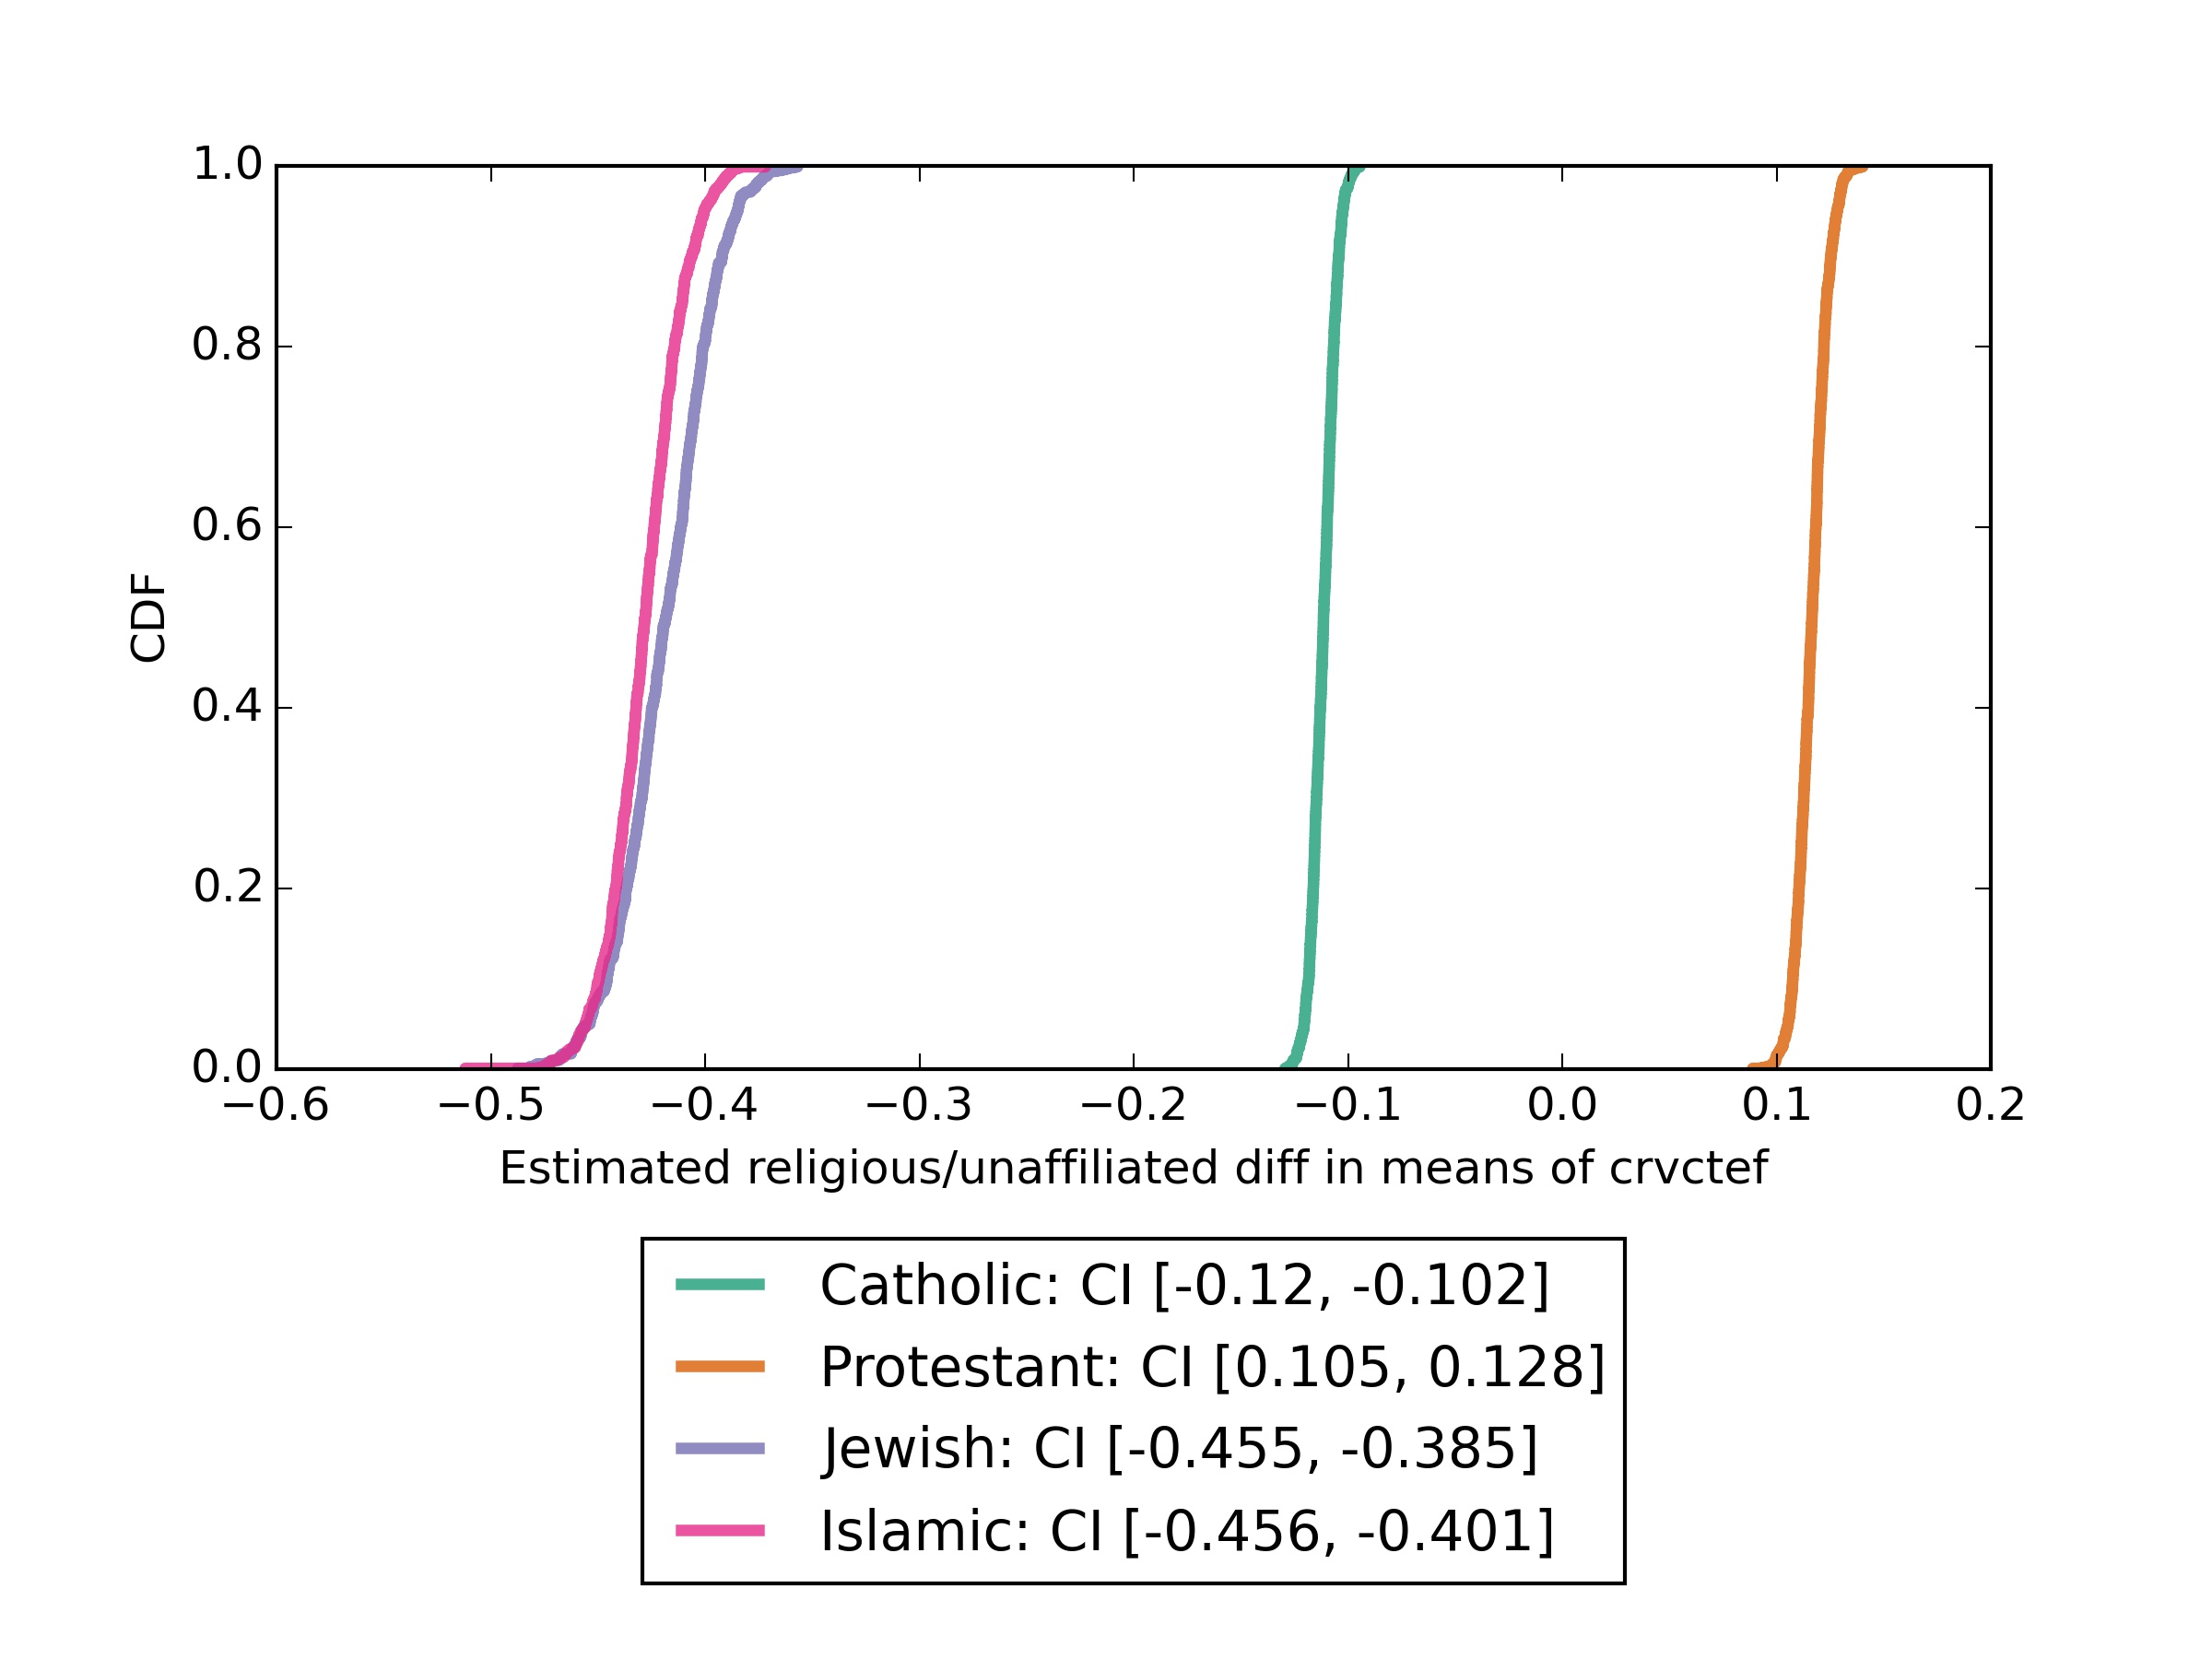 1.0
0.8
0.6
0.4
0.2
0.0
CDF
−0.6 −0.5 −0.4 −0.3 −0.2 −0.1 0.0 0.1 0.2
Estimated religious/unaffiliated diff in means of crvctef
Catholic: CI [-0.12, -0.102]
Protestant: CI [0.105, 0.128]
Jewish: CI [-0.455, -0.385]
Islamic: CI [-0.456, -0.401]